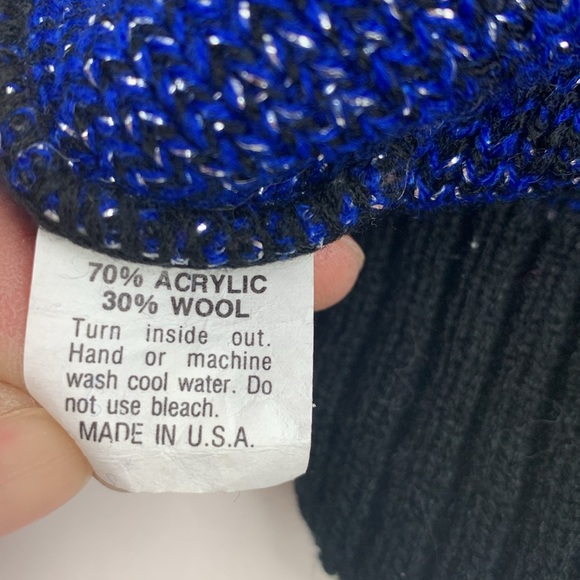 70% ACRYLIC
30% WOOL
Turn inside out.
Hand or machine
wash cool water. Do
not use bleach.
MADE IN U.S.A.